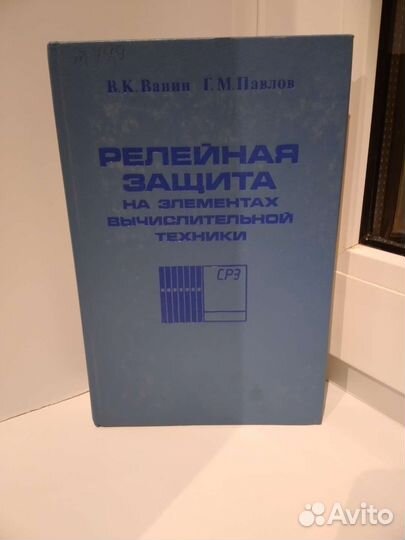 В.К.Ванин Г.М.Павлов
РЕЛЕЙНАЯ
ЗАЩИТА
НА ЭЛЕМЕНТАХ
ВЫЧИСЛИТЕЛЬНОЙ
ТЕХНИКИ
СРЗ
Avito